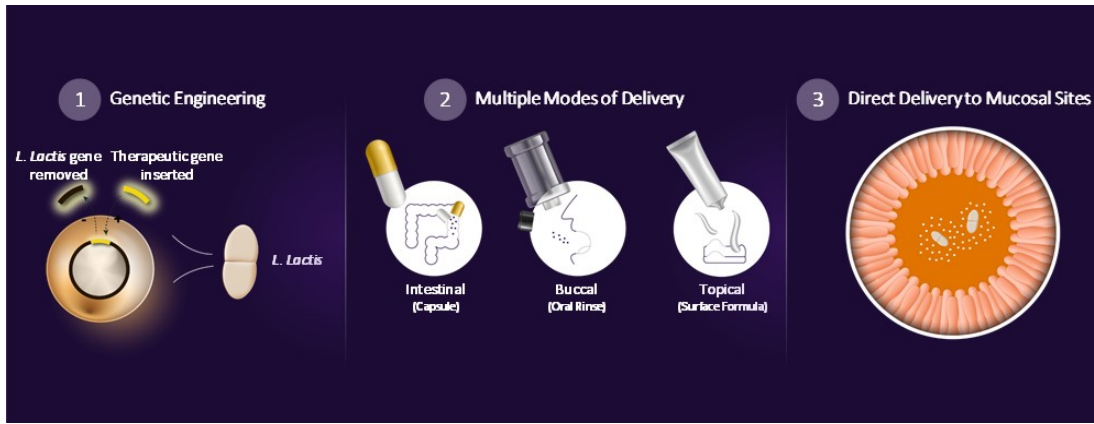 1 Genetic Engineering
L. Lactis gene
removed
Therapeutic gene
inserted
- +
L. Lactis
2 Multiple Modes of Delivery
Intestinal
(Capsule)
Buccal
(Oral Rinse)
Topical
(Surface Formula)
3 Direct Delivery to Mucosal Sites